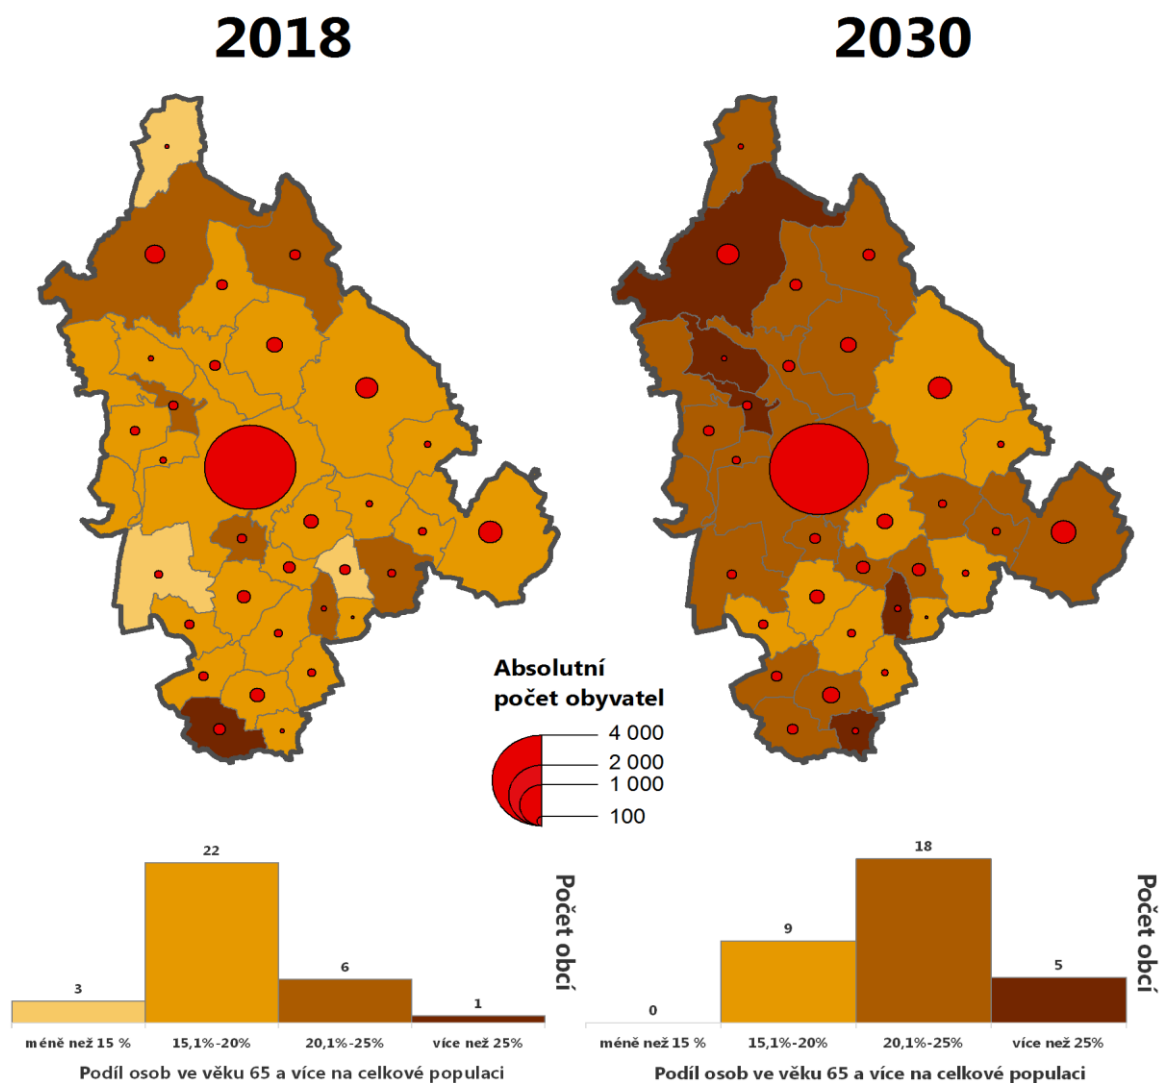 2018
2030
Absolutní
počet obyvatel
4 000
2 000
1 000
100
22
6
3
1
Počet obcí
méně než 15 %
15,1%-20%
20,1%-25%
více než 25%
Podíl osob ve věku 65 a více na celkové populaci
18
9
5
0
Počet obcí
méně než 15 %
15,1%-20%
20,1%-25%
více než 25%
Podíl osob ve věku 65 a více na celkové populaci